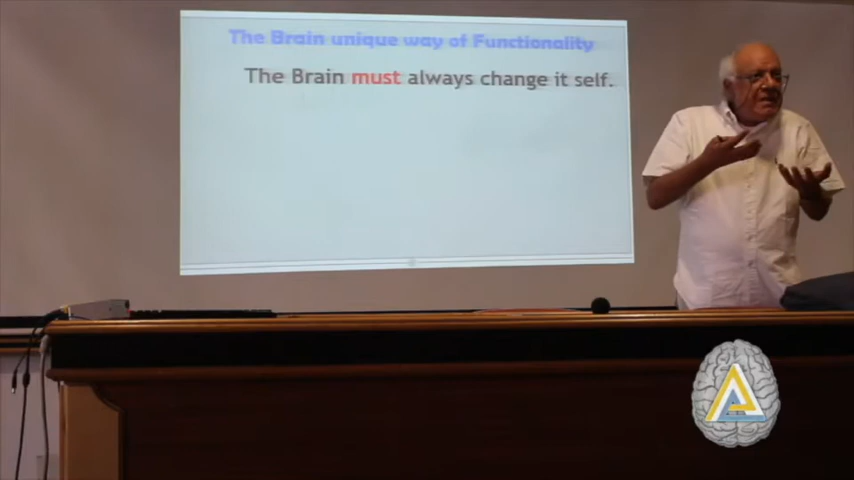 The Brain unique way of Functionality
The Brain must always change it self.